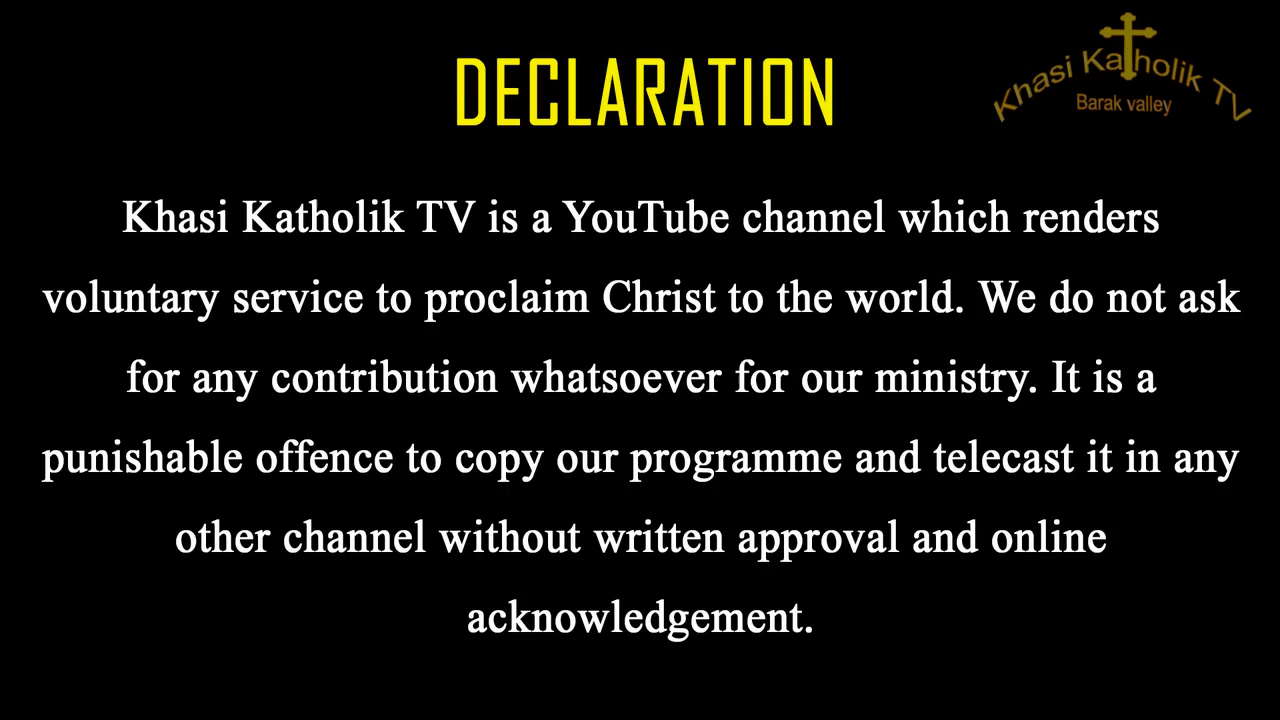 DECLARATION
Khasi Katholik TV
Barak valley
Khasi Katholik TV is a YouTube channel which renders
voluntary service to proclaim Christ to the world. We do not ask
for any contribution whatsoever for our ministry. It is a
punishable offence to copy our programme and telecast it in any
other channel without written approval and online
acknowledgement.